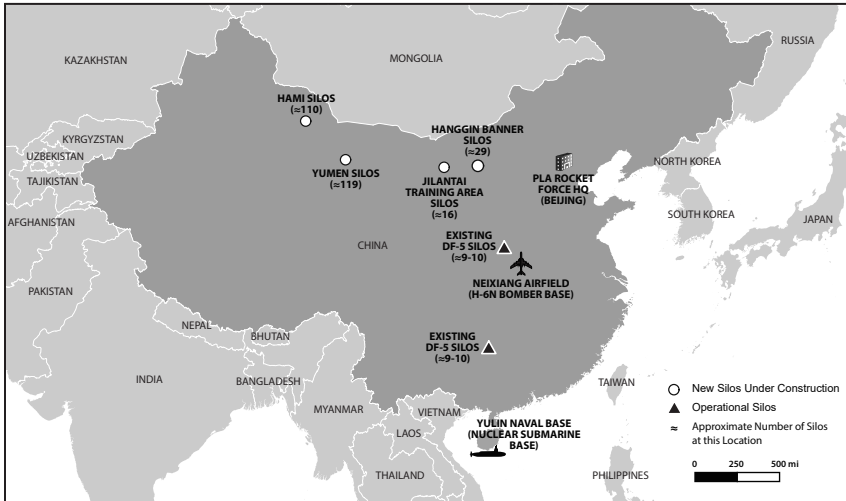 KAZAKHSTAN
MONGOLIA
RUSSIA
HAMI SILOS
(≈110)
KYRGYZSTAN
UZBEKISTAN
TAJIKISTAN
AFGHANISTAN
HANGGIN BANNER
SILOS
(≈29)
YUMEN SILOS
(≈119)
JILANTAI
TRAINING AREA
SILOS
(≈16)
PLA ROCKET
FORCE HQ
(BEIJING)
NORTH KOREA
SOUTH KOREA
JAPAN
CHINA
EXISTING
DF-5 SILOS
(≈9-10)
NEIXIANG AIRFIELD
(H-6N BOMBER BASE)
PAKISTAN
NEPAL
BHUTAN
EXISTING
DF-5 SILOS
(≈9-10)
INDIA
BANGLADESH
MYANMAR
VIETNAM
LAOS
THAILAND
TAIWAN
YULIN NAVAL BASE
(NUCLEAR SUBMARINE
BASE)
PHILIPPINES
New Silos Under Construction
Operational Silos
≈ Approximate Number of Silos
at this Location
0 250 500 mi